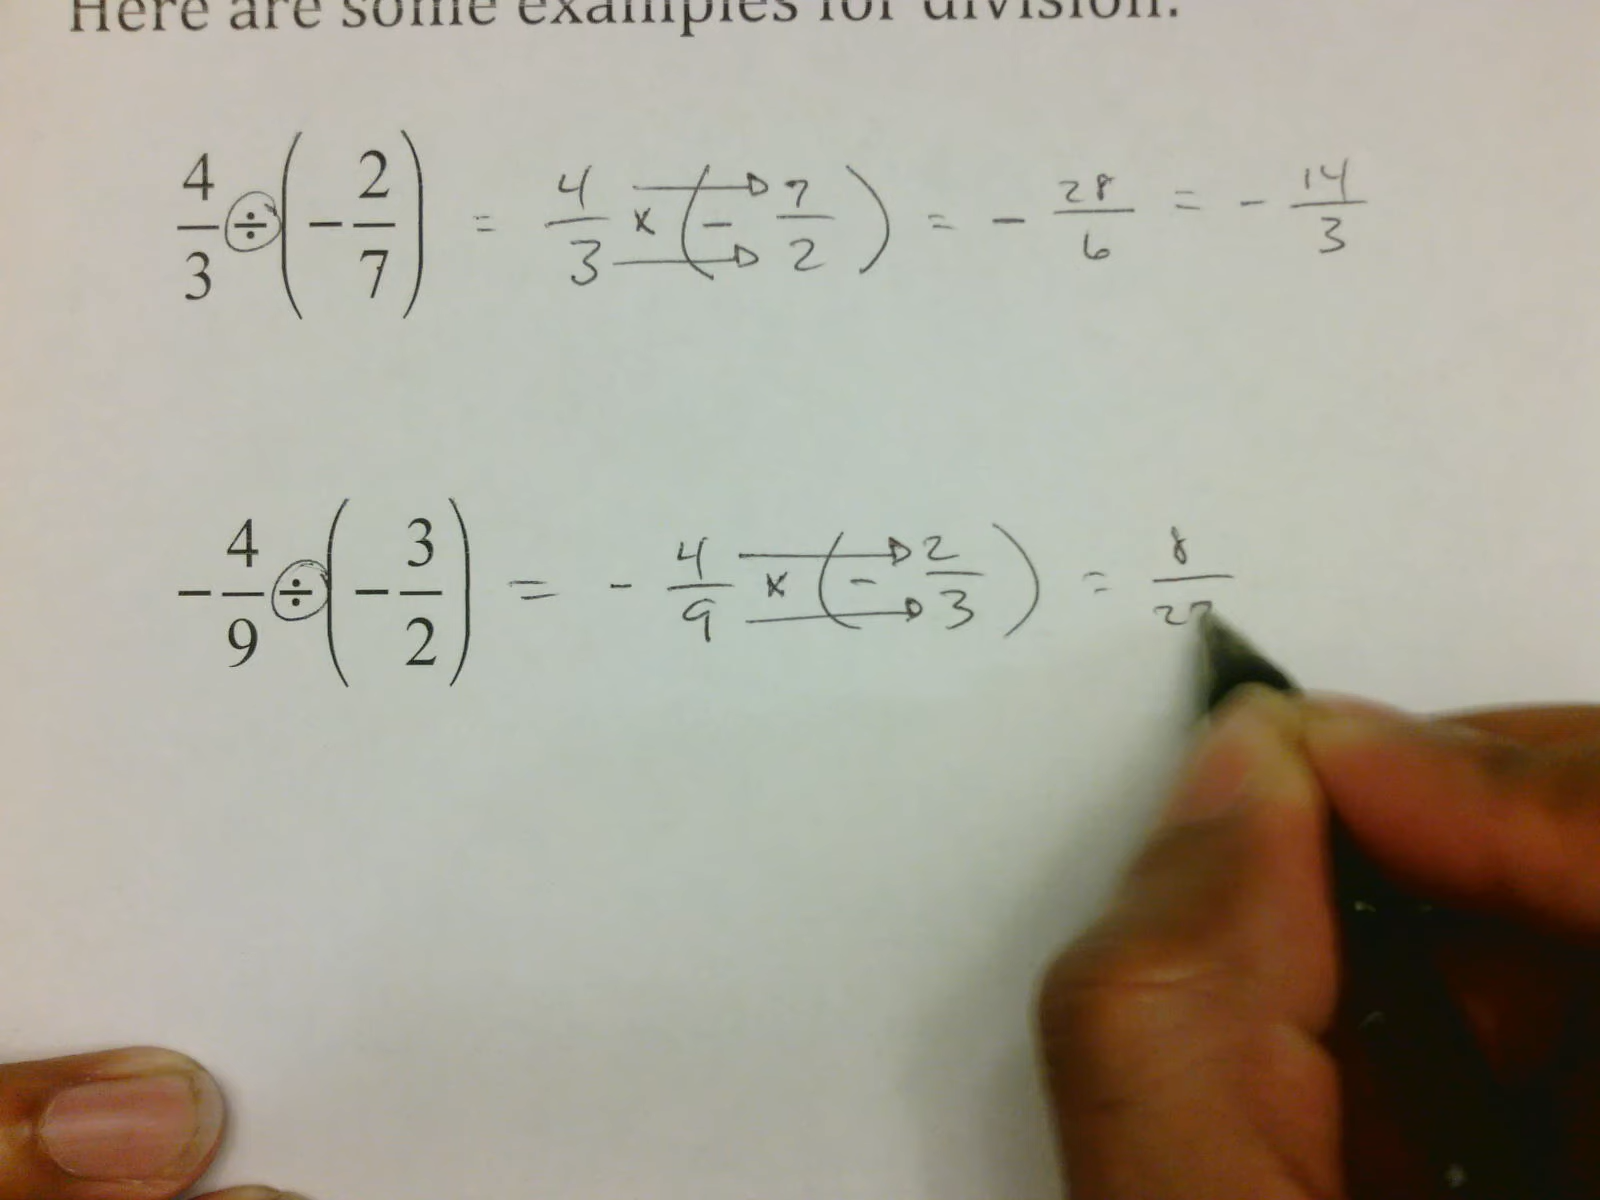 Here are some examples for division:
4/3 ÷ (− 2/7) = 4/3 × (− 7/2) = − 28/6 = − 14/3
− 4/9 ÷ (− 3/2) = − 4/9 × (− 2/3) = 8/27